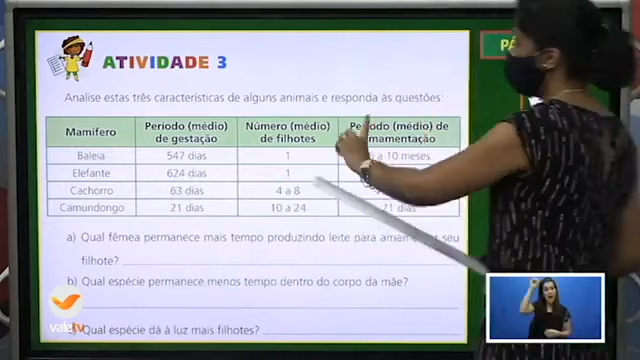 PÁ
ATIVIDADE 3
Analise estas três características de alguns animais e responda às questões:
Mamífero Período (médio) de gestação Número (médio) de filhotes Período (médio) de amamentação
Baleia 547 dias 1 a 10 meses
Elefante 624 dias 1
Cachorro 63 dias 4 a 8
Camundongo 21 dias 10 a 24 21 dias
a) Qual fêmea permanece mais tempo produzindo leite para seu
filhote?
b) Qual espécie permanece menos tempo dentro do corpo da mãe?
c) Qual espécie dá à luz mais filhotes?
vale tv